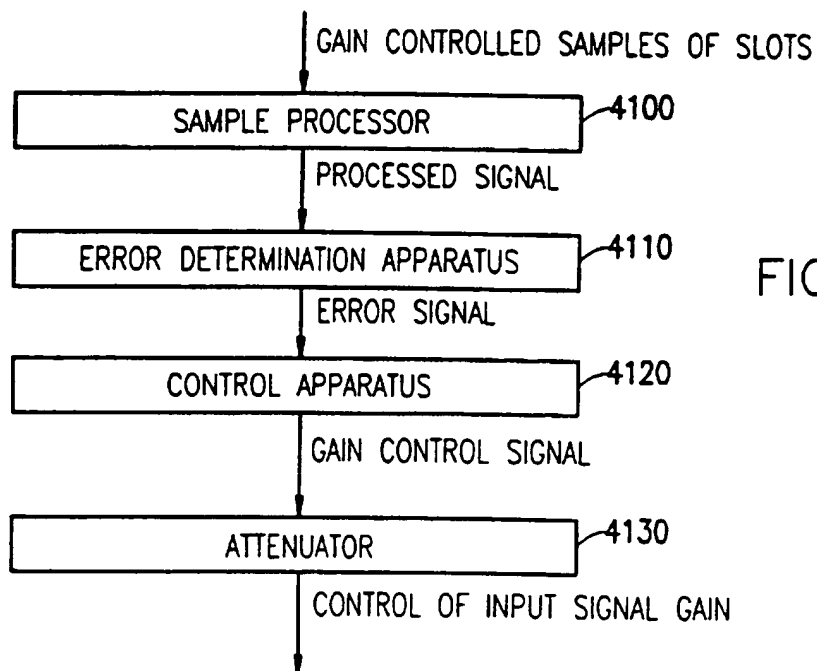 GAIN CONTROLLED SAMPLES OF SLOTS
SAMPLE PROCESSOR
4100
PROCESSED SIGNAL
ERROR DETERMINATION APPARATUS
4110
FIG
ERROR SIGNAL
CONTROL APPARATUS
4120
GAIN CONTROL SIGNAL
ATTENUATOR
4130
CONTROL OF INPUT SIGNAL GAIN